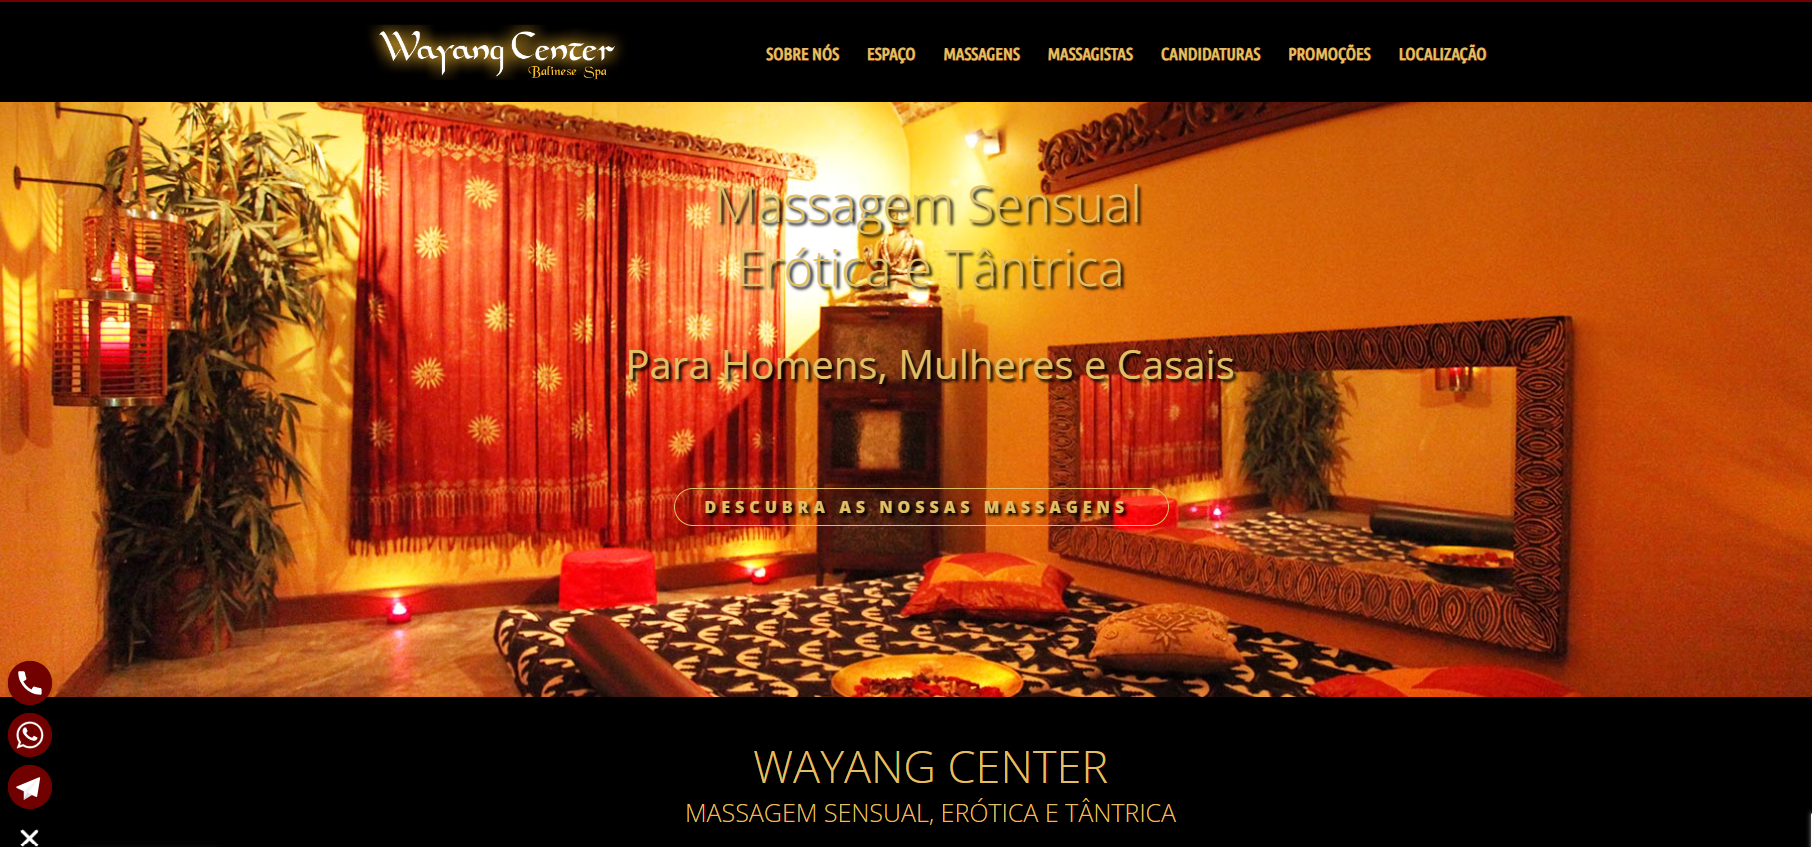 Wayang Center
Balinese Spa
SOBRE NÓS ESPAÇO MASSAGENS MASSAGISTAS CANDIDATURAS PROMOÇÕES LOCALIZAÇÃO
Massagem Sensual
Erótica e Tântrica
Para Homens, Mulheres e Casais
DESCUBRA AS NOSSAS MASSAGENS
WAYANG CENTER
MASSAGEM SENSUAL, ERÓTICA E TÂNTRICA